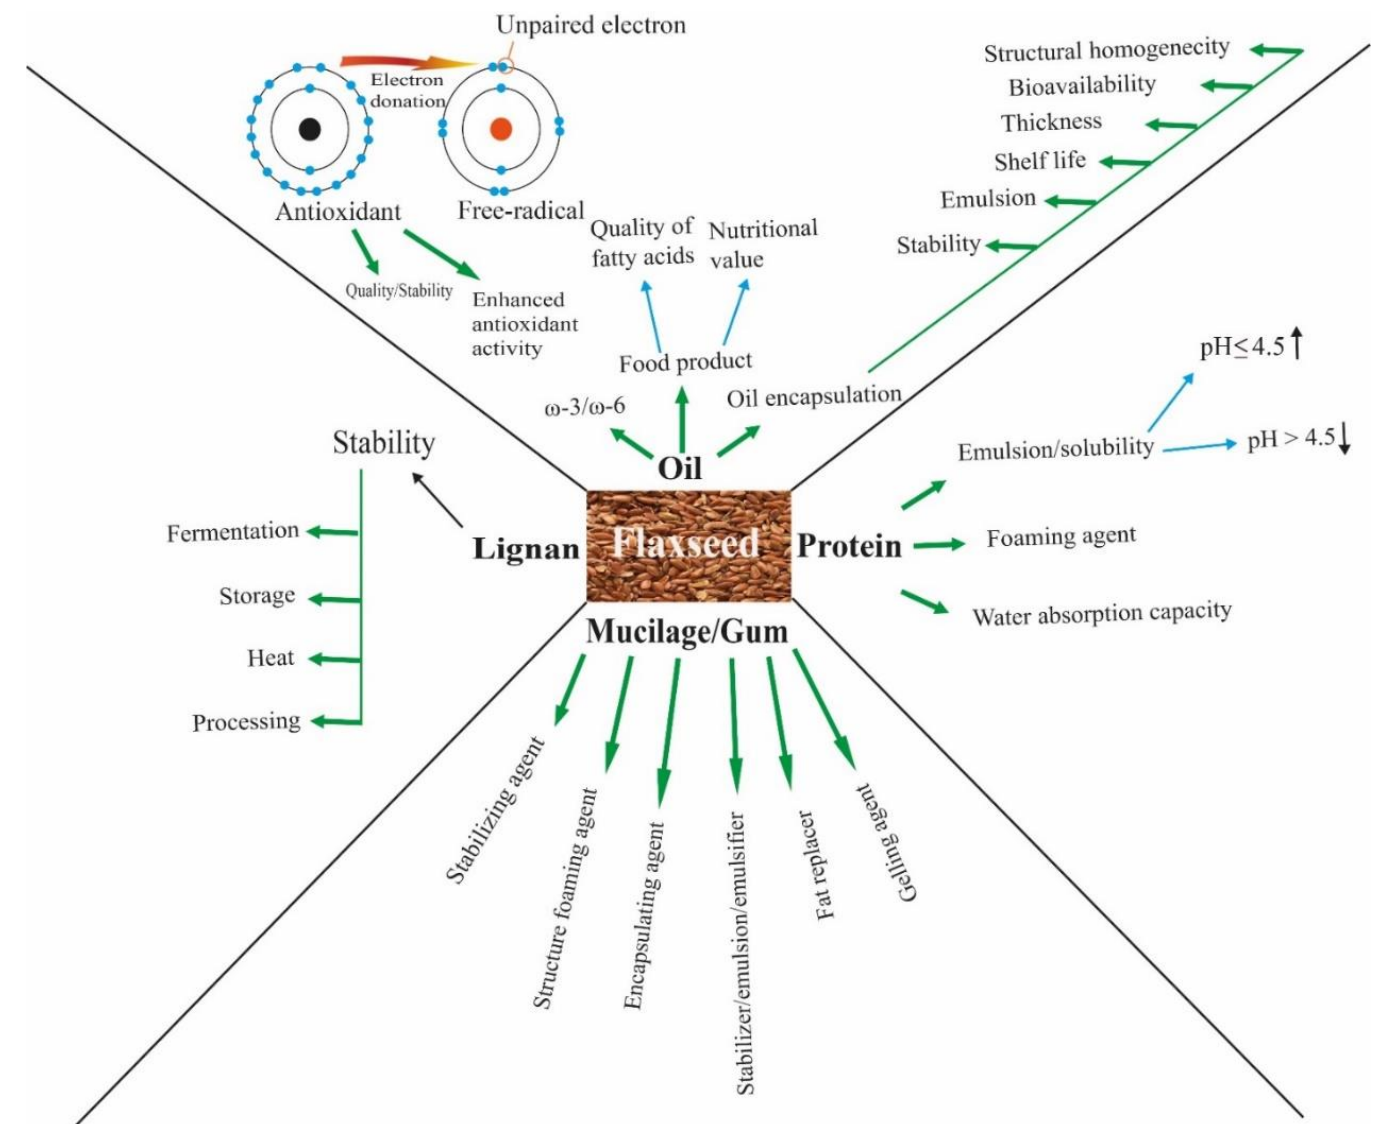 Unpaired electron
Electron
donation
Antioxidant
Free-radical
Quality/Stability
Enhanced
antioxidant
activity
Quality of
fatty acids
Nutritional
value
Food product
ω-3/ω-6
Oil encapsulation
Structural homogenecity
Bioavailability
Thickness
Shelf life
Emulsion
Stability
Oil
Stability
Fermentation
Storage
Heat
Processing
Lignan
Flaxseed
Protein
Emulsion/solubility
pH≤4.5↑
pH > 4.5↓
Foaming agent
Water absorption capacity
Mucilage/Gum
Stabilizing agent
Structure foaming agent
Encapsulating agent
Stabilizer/emulsion/emulsifier
Fat replacer
Gelling agent